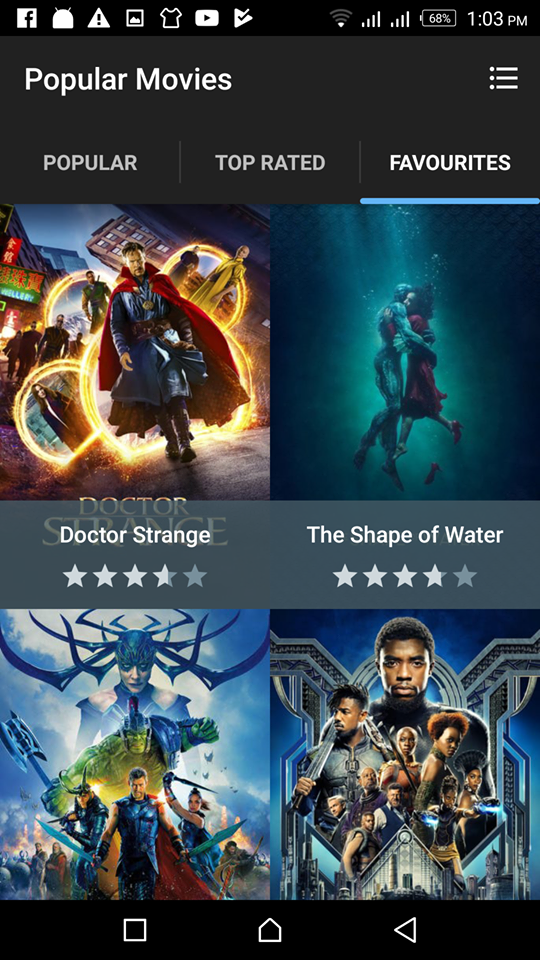 68%
1:03 PM
Popular Movies
POPULAR
TOP RATED
FAVOURITES
DOCTOR
STRANGE
Doctor Strange
The Shape of Water